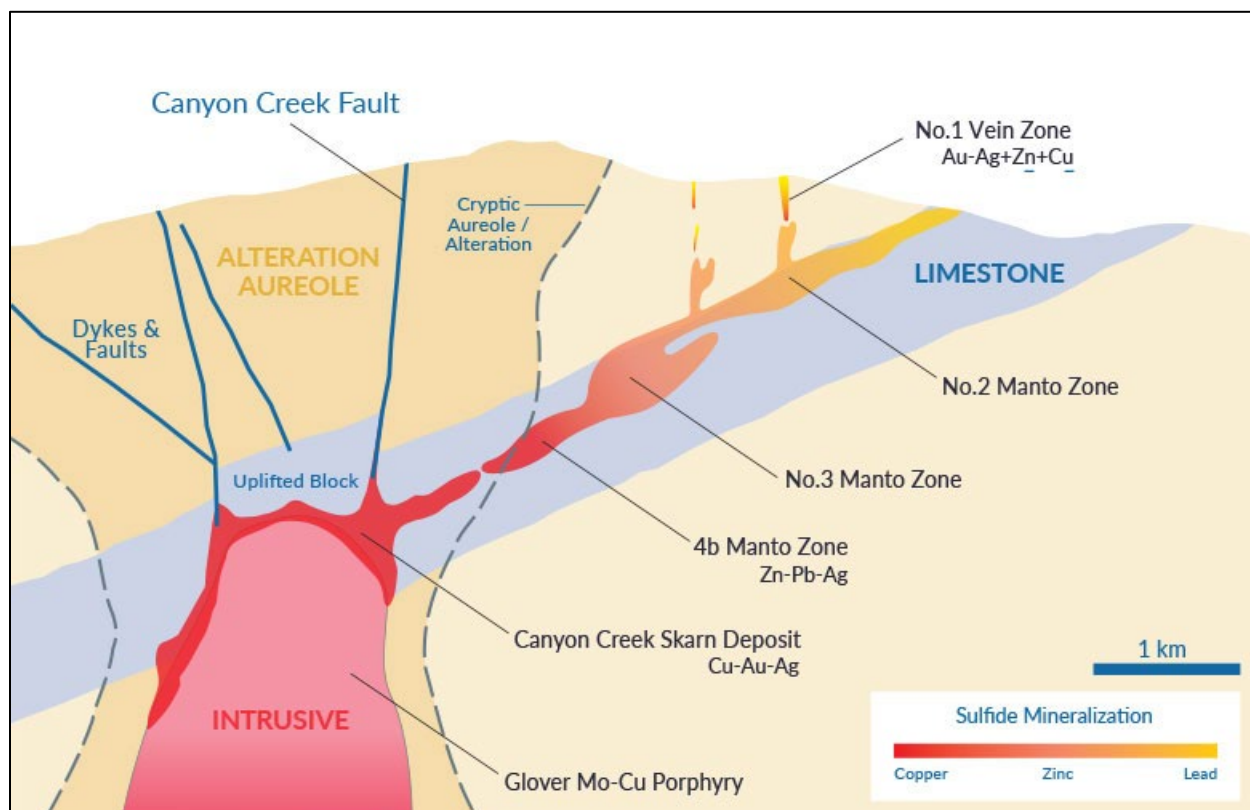 Canyon Creek Fault
No.1 Vein Zone
Au-Ag+Zn+Cu
Cryptic
Aureole /
Alteration
ALTERATION
AUREOLE
LIMESTONE
Dykes &
Faults
No.2 Manto Zone
Uplifted Block
No.3 Manto Zone
4b Manto Zone
Zn-Pb-Ag
Canyon Creek Skarn Deposit
Cu-Au-Ag
1 km
INTRUSIVE
Sulfide Mineralization
Copper Zinc Lead
Glover Mo-Cu Porphyry